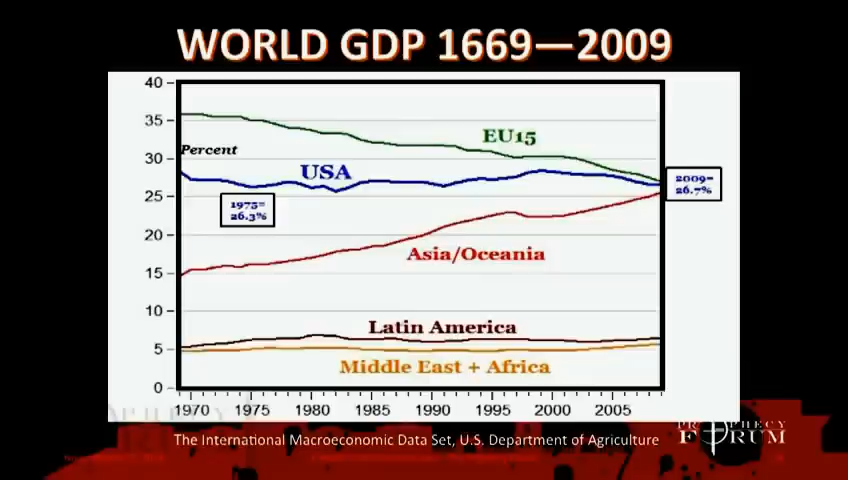 WORLD GDP 1669—2009
40
35
30
25
20
15
10
5
0
Percent
EU15
USA
1975=
26.3%
2009=
26.7%
Asia/Oceania
Latin America
Middle East + Africa
1970 1975 1980 1985 1990 1995 2000 2005
The International Macroeconomic Data Set, U.S. Department of Agriculture
PROPHECY
FORUM